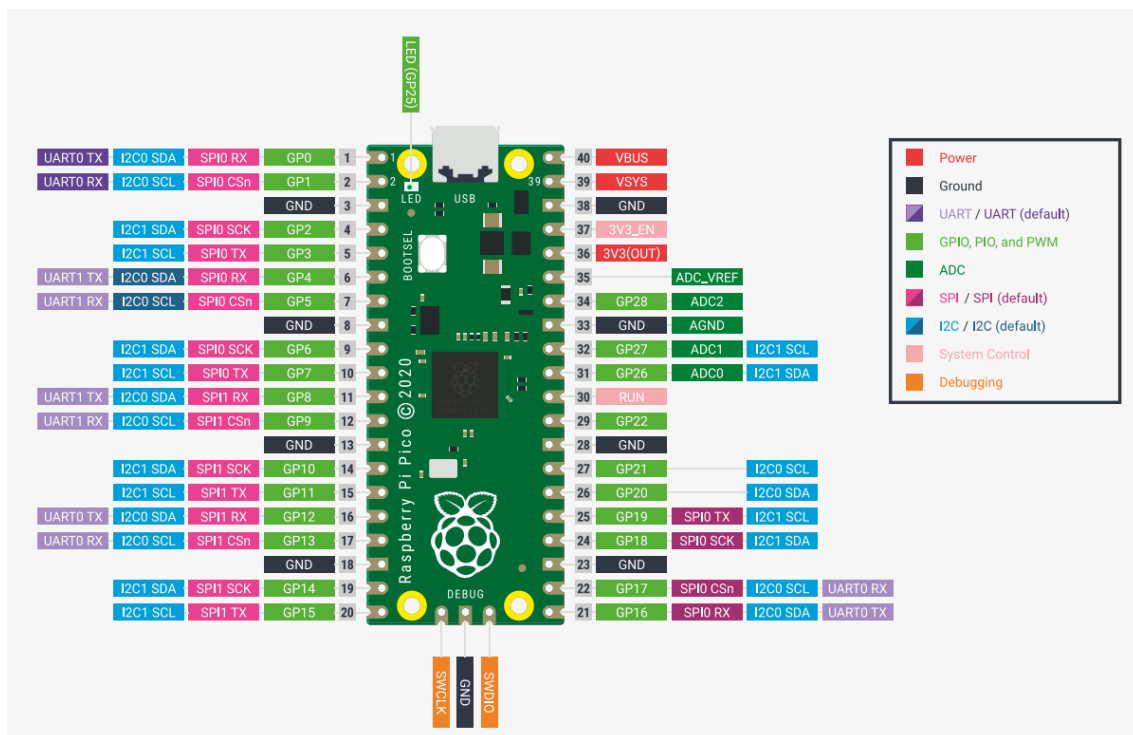 LED (GP25)
UART0 TX I2C0 SDA SPI0 RX GP0 1 1 40 VBUS
UART0 RX I2C0 SCL SPI0 CSn GP1 2 2 39 39 VSYS
GND 3 LED USB 38 GND
I2C1 SDA SPI0 SCK GP2 4 37 3V3_EN
I2C1 SCL SPI0 TX GP3 5 BOOTSEL 36 3V3(OUT)
UART1 TX I2C0 SDA SPI0 RX GP4 6 35 ADC_VREF
UART1 RX I2C0 SCL SPI0 CSn GP5 7 34 GP28 ADC2
GND 8 33 GND AGND
I2C1 SDA SPI0 SCK GP6 9 32 GP27 ADC1 I2C1 SCL
I2C1 SCL SPI0 TX GP7 10 31 GP26 ADC0 I2C1 SDA
UART1 TX I2C0 SDA SPI1 RX GP8 11 30 RUN
UART1 RX I2C0 SCL SPI1 CSn GP9 12 29 GP22
GND 13 28 GND
I2C1 SDA SPI1 SCK GP10 14 27 GP21 I2C0 SCL
I2C1 SCL SPI1 TX GP11 15 26 GP20 I2C0 SDA
UART0 TX I2C0 SDA SPI1 RX GP12 16 25 GP19 SPI0 TX I2C1 SCL
UART0 RX I2C0 SCL SPI1 CSn GP13 17 24 GP18 SPI0 SCK I2C1 SDA
GND 18 23 GND
I2C1 SDA SPI1 SCK GP14 19 22 GP17 SPI0 CSn I2C0 SCL UART0 RX
I2C1 SCL SPI1 TX GP15 20 21 GP16 SPI0 RX I2C0 SDA UART0 TX
Raspberry Pi Pico ©2020
DEBUG
SWCLK
GND
SWDIO
Power
Ground
UART / UART (default)
GPIO, PIO, and PWM
ADC
SPI / SPI (default)
I2C / I2C (default)
System Control
Debugging